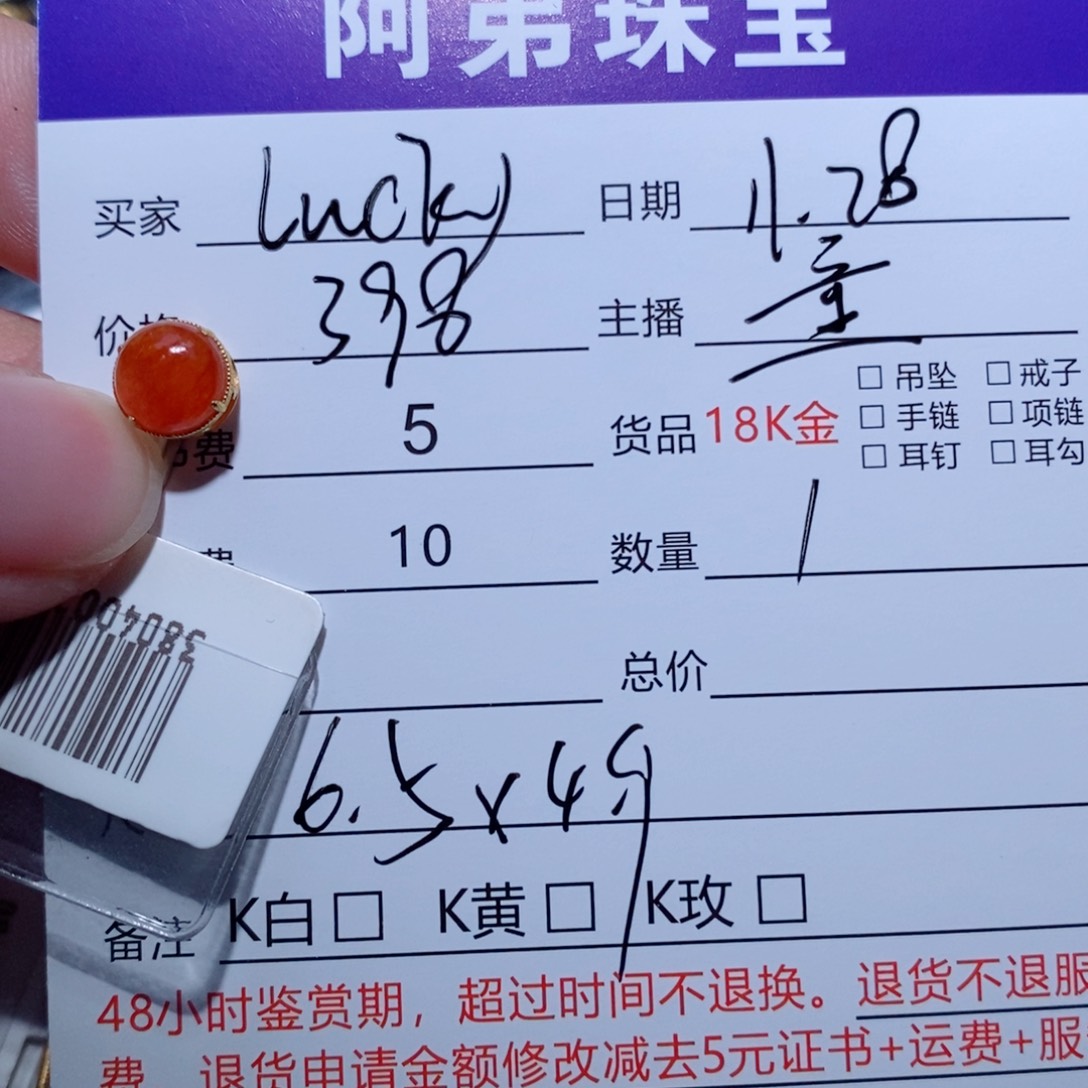 阿弟珠宝
买家 lucky 日期 11.28
价格 398 主播
费 5 货品 18K金 □ 吊坠 □ 戒子
□ 手链 □ 项链
□ 耳钉 □ 耳勾
费 10 数量 1
总价
6.5x4.9
备注 K白 □ K黄 □ K玫 □
48小时鉴赏期，超过时间不退换。退货不退服
费，退货申请金额修改减去5元证书+运费+服
380400